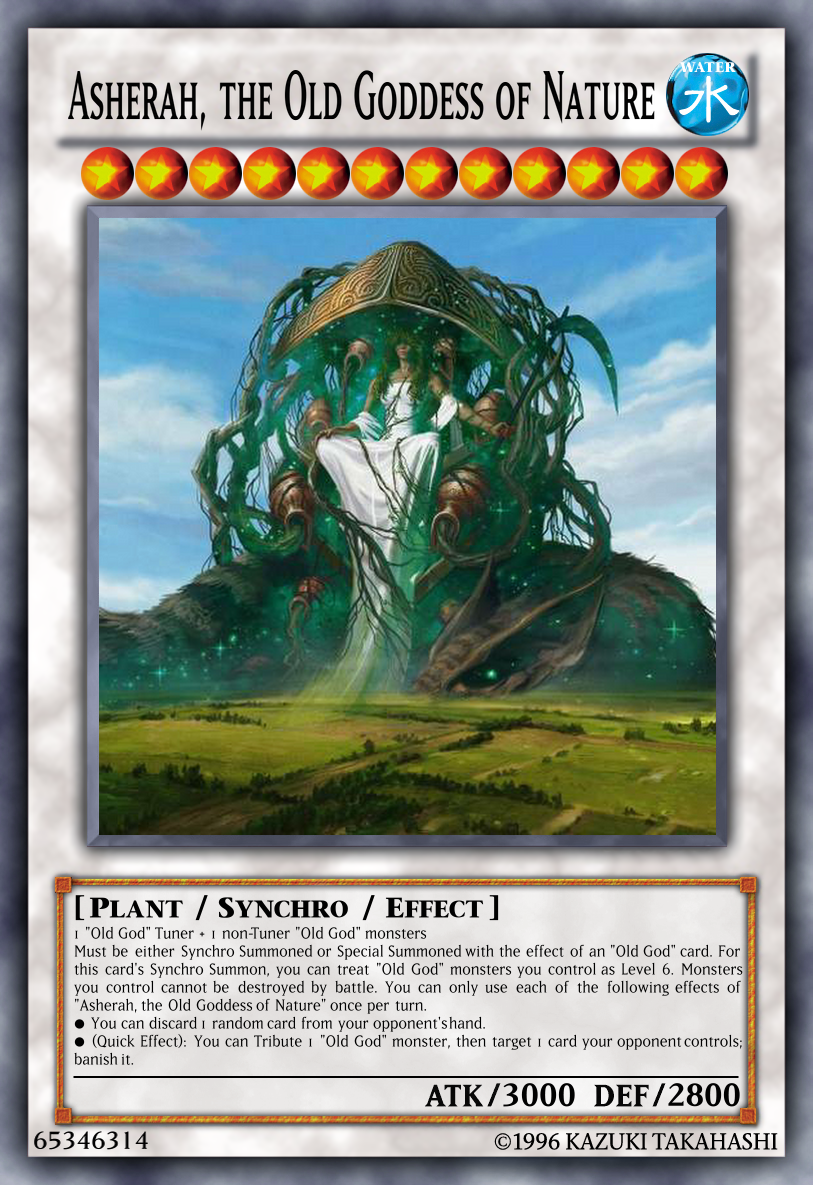 Asherah, the Old Goddess of Nature
WATER
水
[ Plant / Synchro / Effect ]
1 "Old God" Tuner + 1 non-Tuner "Old God" monsters
Must be either Synchro Summoned or Special Summoned with the effect of an "Old God" card. For
this card's Synchro Summon, you can treat "Old God" monsters you control as Level 6. Monsters
you control cannot be destroyed by battle. You can only use each of the following effects of
"Asherah, the Old Goddess of Nature" once per turn.
● You can discard 1 random card from your opponent's hand.
● (Quick Effect): You can Tribute 1 "Old God" monster, then target 1 card your opponent controls;
banish it.
ATK/3000 DEF/2800
65346314
©1996 KAZUKI TAKAHASHI